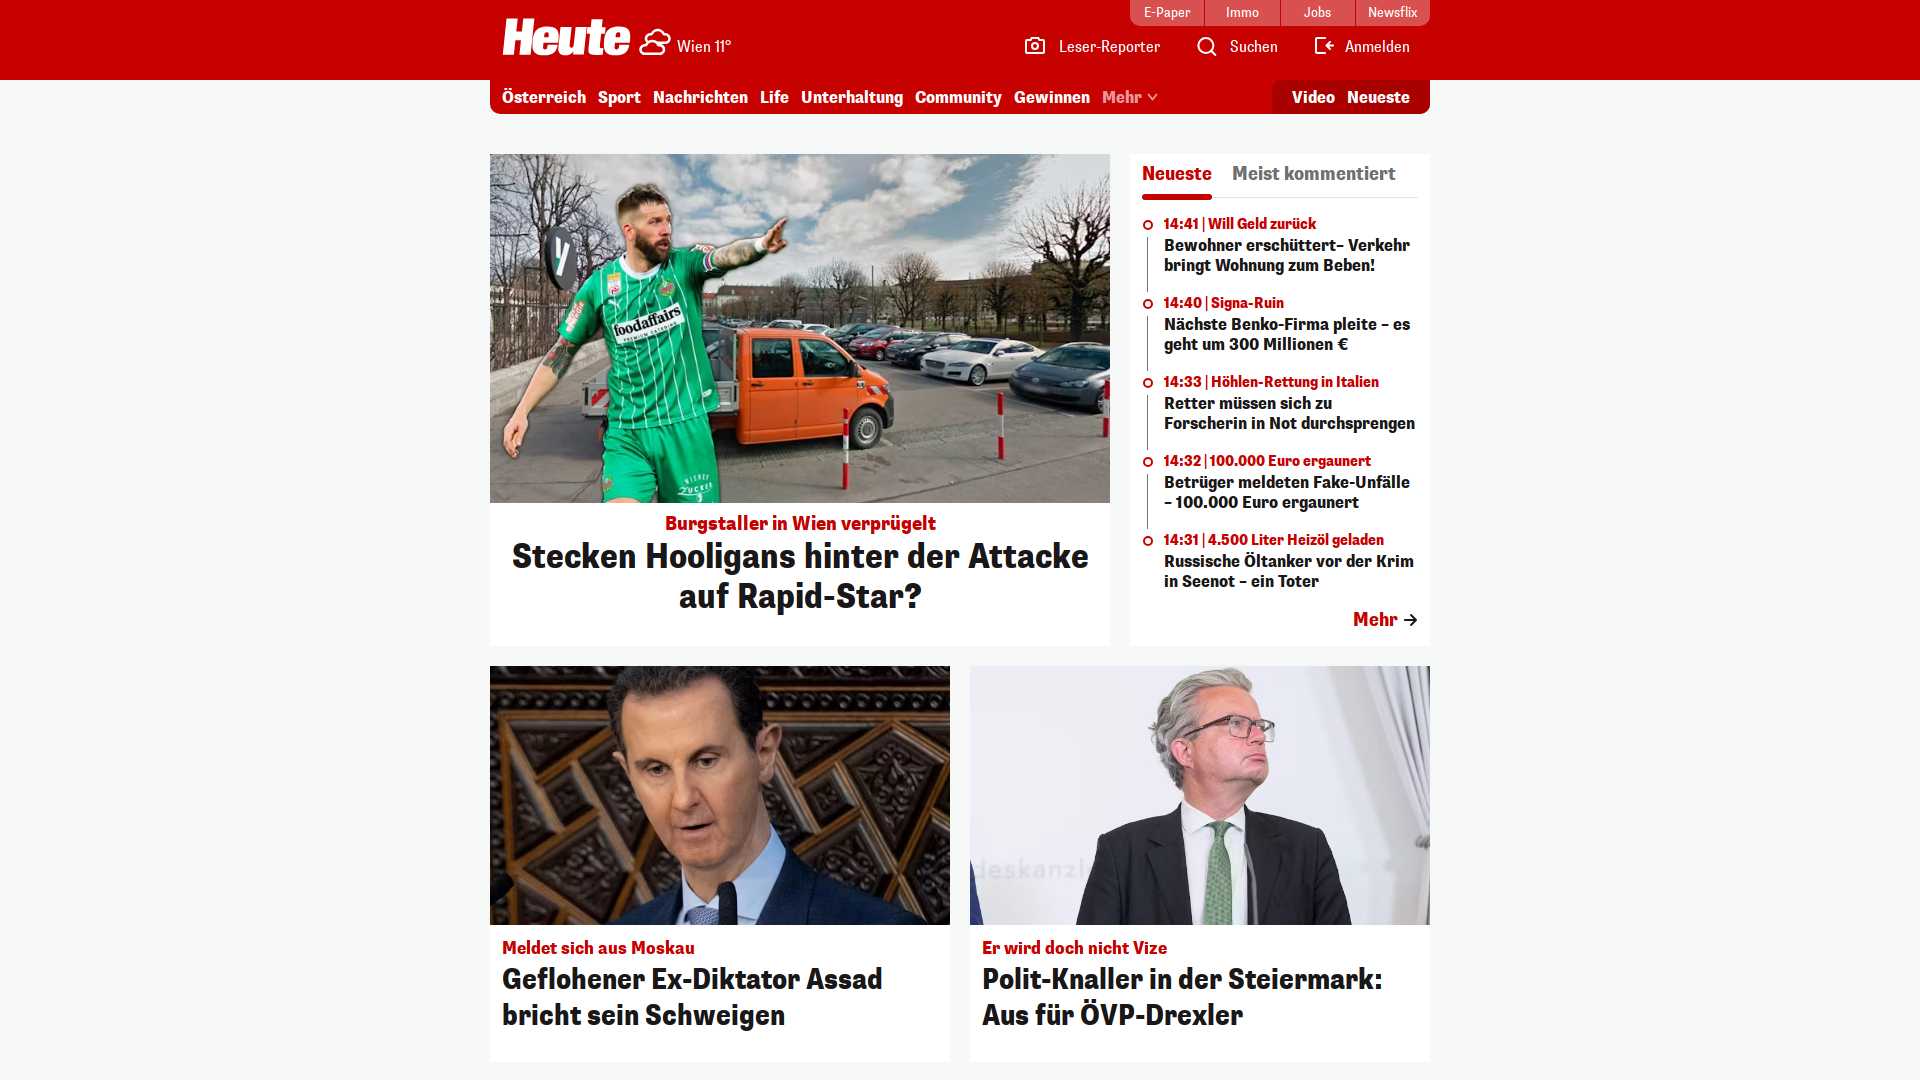 E-Paper
Immo
Jobs
Newsflix
Heute
Wien 11°
Leser-Reporter
Suchen
Anmelden
Österreich
Sport
Nachrichten
Life
Unterhaltung
Community
Gewinnen
Mehr
Video
Neueste
foodaffairs
PREMIUM CATERING
WIENER
ZUCKER
Burgstaller in Wien verprügelt
Stecken Hooligans hinter der Attacke
auf Rapid-Star?
Neueste
Meist kommentiert
14:41 | Will Geld zurück
Bewohner erschüttert– Verkehr
bringt Wohnung zum Beben!
14:40 | Signa-Ruin
Nächste Benko-Firma pleite – es
geht um 300 Millionen €
14:33 | Höhlen-Rettung in Italien
Retter müssen sich zu
Forscherin in Not durchsprengen
14:32 | 100.000 Euro ergaunert
Betrüger meldeten Fake-Unfälle
– 100.000 Euro ergaunert
14:31 | 4.500 Liter Heizöl geladen
Russische Öltanker vor der Krim
in Seenot – ein Toter
Mehr
Meldet sich aus Moskau
Geflohener Ex-Diktator Assad
bricht sein Schweigen
deskanzl
Er wird doch nicht Vize
Polit-Knaller in der Steiermark:
Aus für ÖVP-Drexler